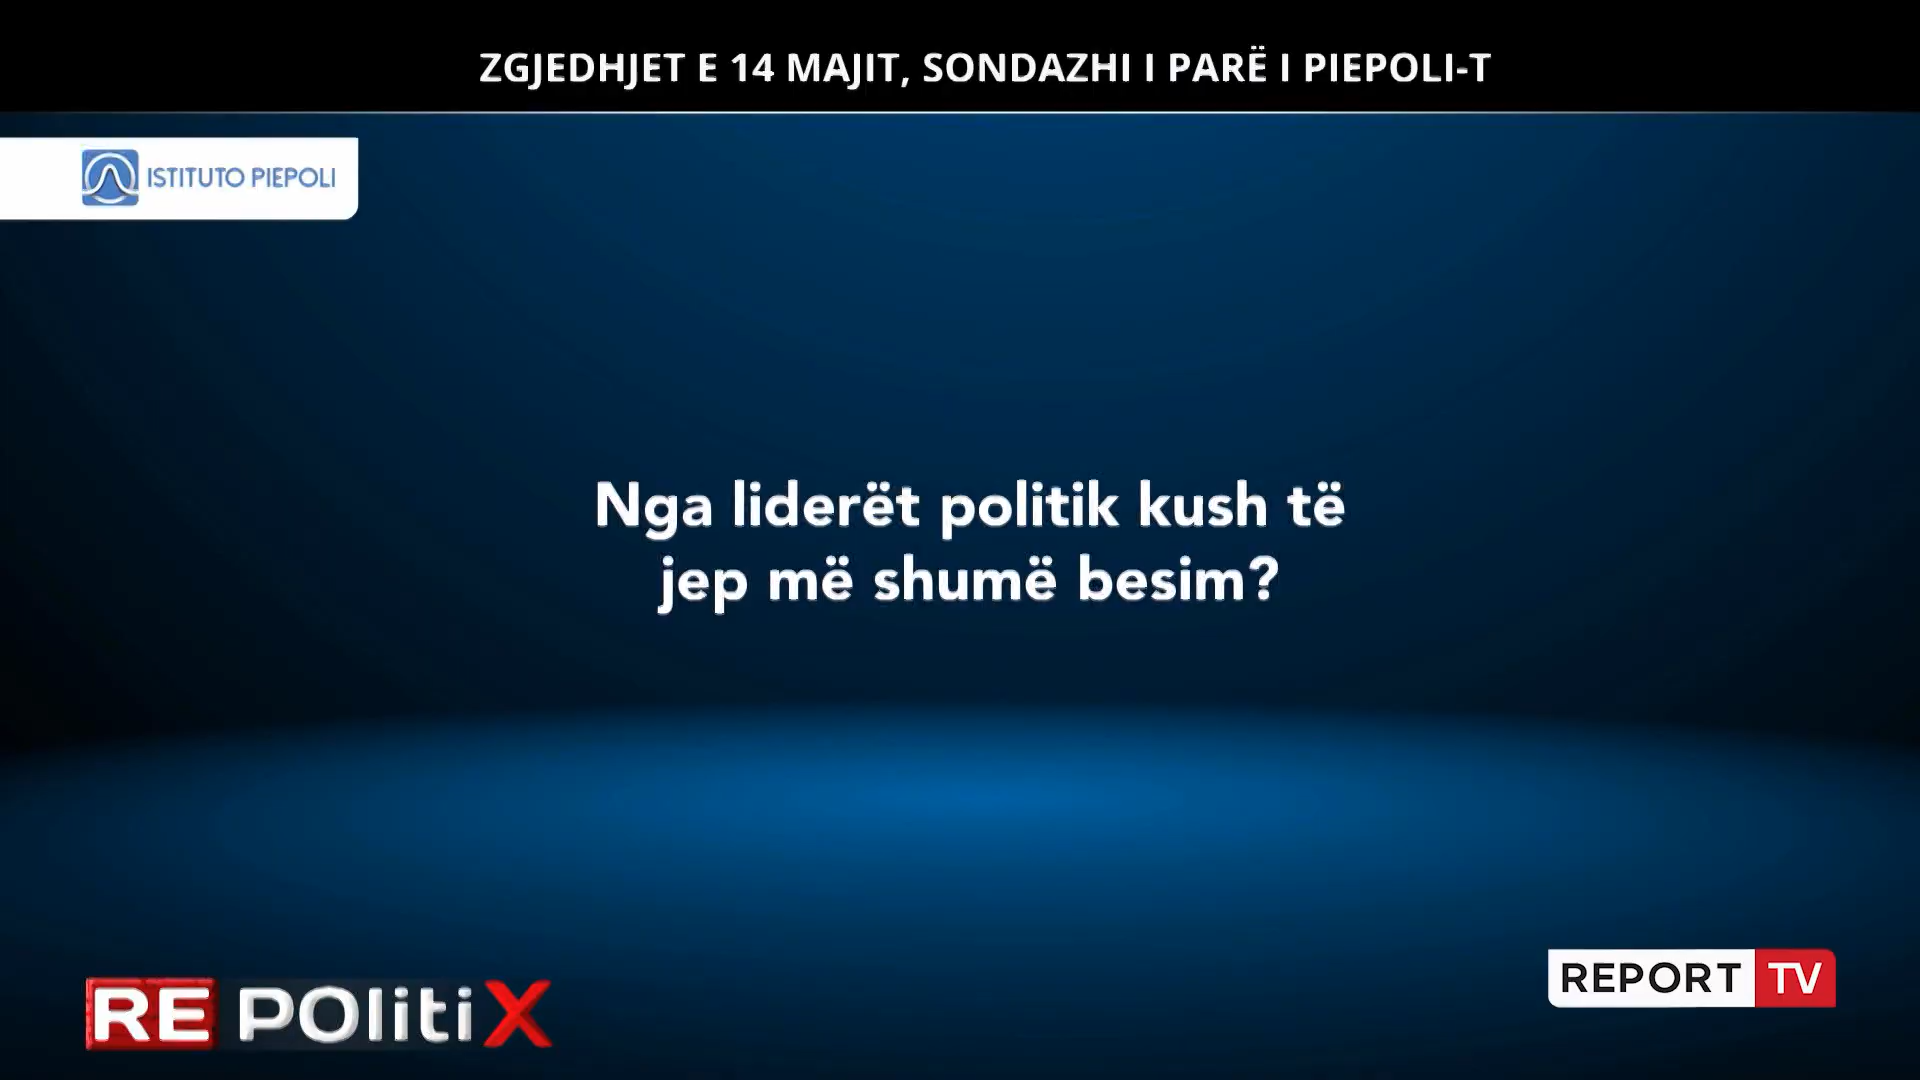 ZGJEDHJET E 14 MAJIT, SONDAZHI I PARË I PIEPOLI-T
ISTITUTO PIEPOLI
Nga liderët politik kush të
jep më shumë besim?
REPORT TV
RE POlitiX